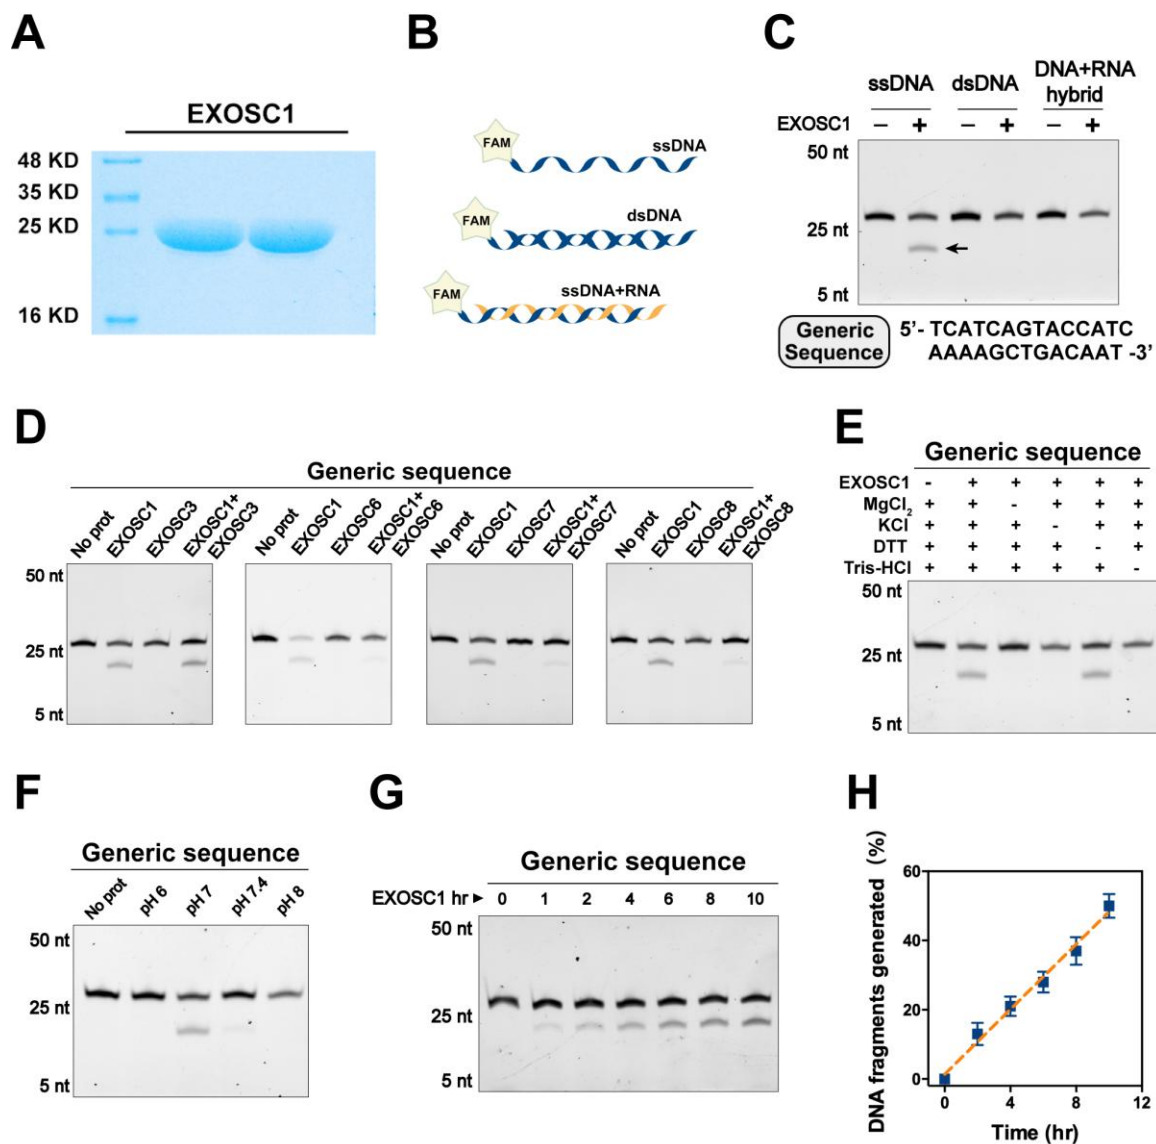 A
EXOSC1
48 KD
35 KD
25 KD
16 KD
B
FAM
ssDNA
FAM
dsDNA
FAM
ssDNA+RNA
C
ssDNA dsDNA DNA+RNA hybrid
EXOSC1 – + – + – +
50 nt
25 nt
5 nt
Generic Sequence
5'- TCATCAGTACCATC
AAAAGCTGACAAT -3'
D
Generic sequence
No prot EXOSC1 EXOSC3 EXOSC1+ EXOSC3
No prot EXOSC1 EXOSC6 EXOSC1+ EXOSC6
No prot EXOSC1 EXOSC7 EXOSC1+ EXOSC7
No prot EXOSC1 EXOSC8 EXOSC1+ EXOSC8
50 nt
25 nt
5 nt
E
Generic sequence
EXOSC1 - + + + + +
MgCl2 + + - + + +
KCl + + + - + +
DTT + + + + - +
Tris-HCl + + + + + -
50 nt
25 nt
5 nt
F
Generic sequence
No prot pH 6 pH 7 pH 7.4 pH 8
50 nt
25 nt
5 nt
G
Generic sequence
EXOSC1 hr ► 0 1 2 4 6 8 10
50 nt
25 nt
5 nt
H
DNA fragments generated (%)
60
40
20
0
0 4 8 12
Time (hr)